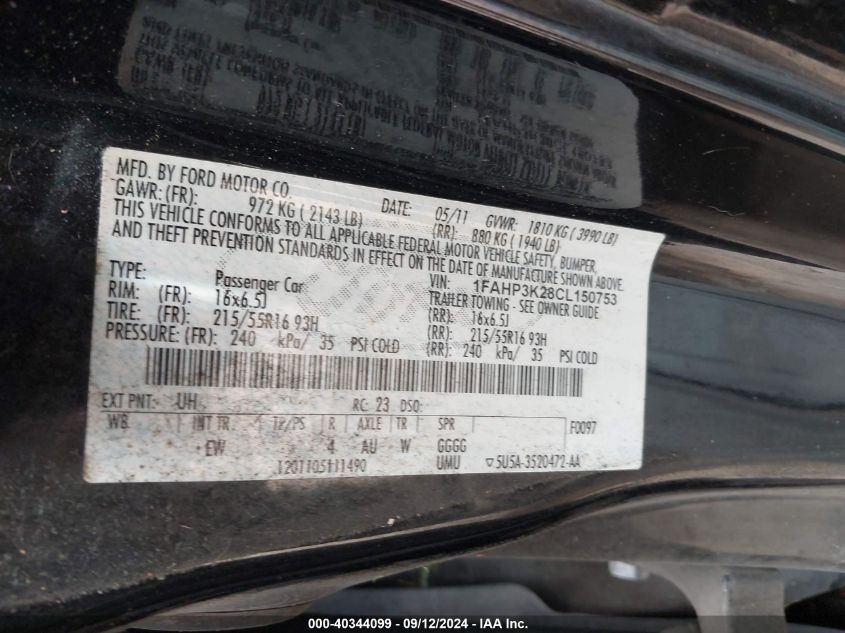 MFD. BY FORD MOTOR CO. DATE: 05/11 GVWR: 1810 KG ( 3990 LB)
GAWR: (FR): 972 KG ( 2143 LB) (RR): 880 KG ( 1940 LB)
THIS VEHICLE CONFORMS TO ALL APPLICABLE FEDERAL MOTOR VEHICLE SAFETY, BUMPER,
AND THEFT PREVENTION STANDARDS IN EFFECT ON THE DATE OF MANUFACTURE SHOWN ABOVE.
VIN: 1FAHP3K28CL150753
TYPE: Passenger Car TRAILER TOWING - SEE OWNER GUIDE
RIM: (FR): 16x6.5J (RR): 16x6.5J
TIRE: (FR): 215/55R16 93H (RR): 215/55R16 93H
PRESSURE: (FR): 240 kPa/ 35 PSI COLD (RR): 240 kPa/ 35 PSI COLD
EXT PNT: UH RC: 23 DSO:
WB INT TR TP/PS R AXLE TR SPR F0097
EW 4 AU W GGGG
1201105111490 UMU ▽5U5A-3520472-AA
000-40344099 - 09/12/2024 - IAA Inc.